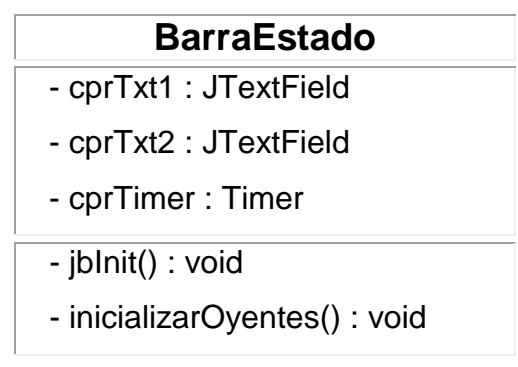 BarraEstado
- cprTxt1 : JTextField
- cprTxt2 : JTextField
- cprTimer : Timer
- jbInit() : void
- inicializarOyentes() : void